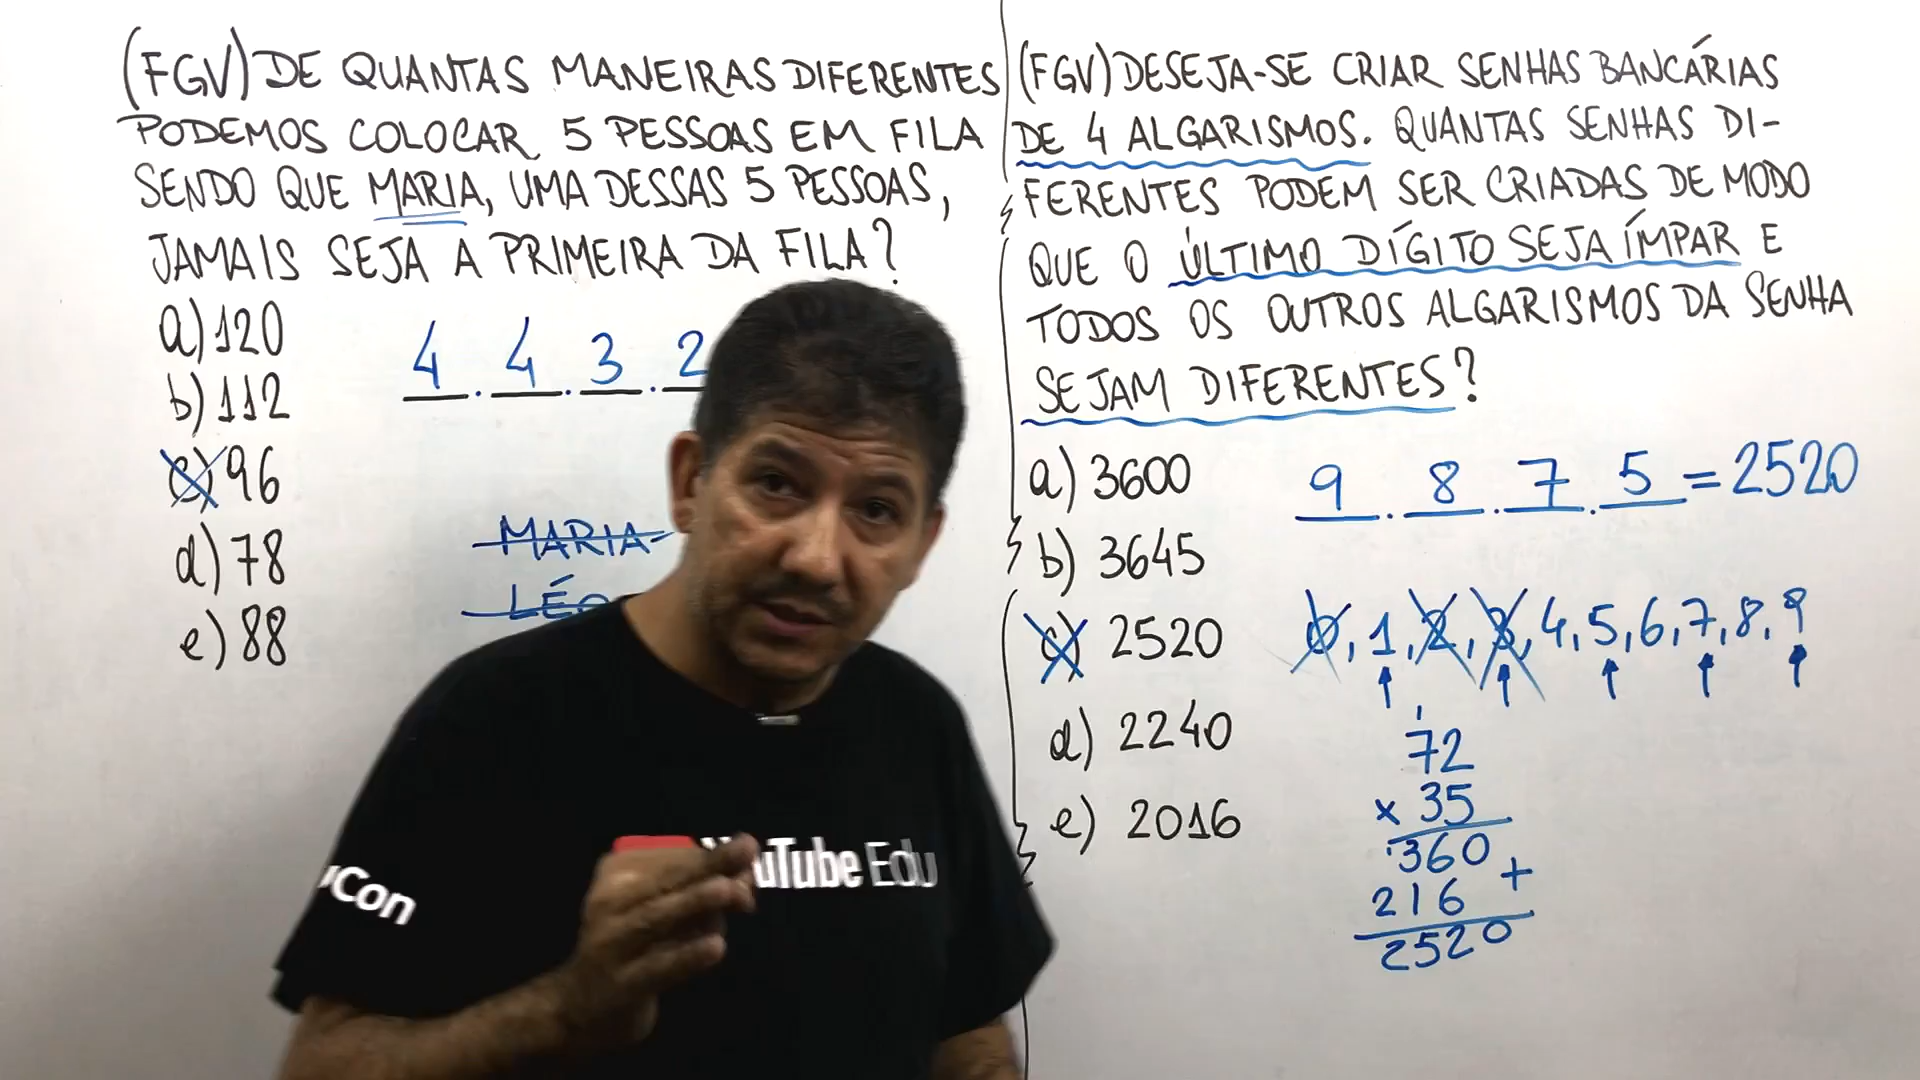 (FGV) DE QUANTAS MANEIRAS DIFERENTES
PODEMOS COLOCAR 5 PESSOAS EM FILA
SENDO QUE MARIA, UMA DESSAS 5 PESSOAS,
JAMAIS SEJA A PRIMEIRA DA FILA?
a) 120
b) 112
c) 96
d) 78
e) 88
4 . 4 . 3 . 2
MARIA
LÉO
(FGV) DESEJA-SE CRIAR SENHAS BANCÁRIAS
DE 4 ALGARISMOS. QUANTAS SENHAS DI-
FERENTES PODEM SER CRIADAS DE MODO
QUE O ÚLTIMO DÍGITO SEJA ÍMPAR E
TODOS OS OUTROS ALGARISMOS DA SENHA
SEJAM DIFERENTES?
a) 3600
b) 3645
c) 2520
d) 2240
e) 2016
9 . 8 . 7 . 5 = 2520
0, 1, 2, 3, 4, 5, 6, 7, 8, 9
1
72
x 35
360 +
216
2520
YouTube Edu
uCon